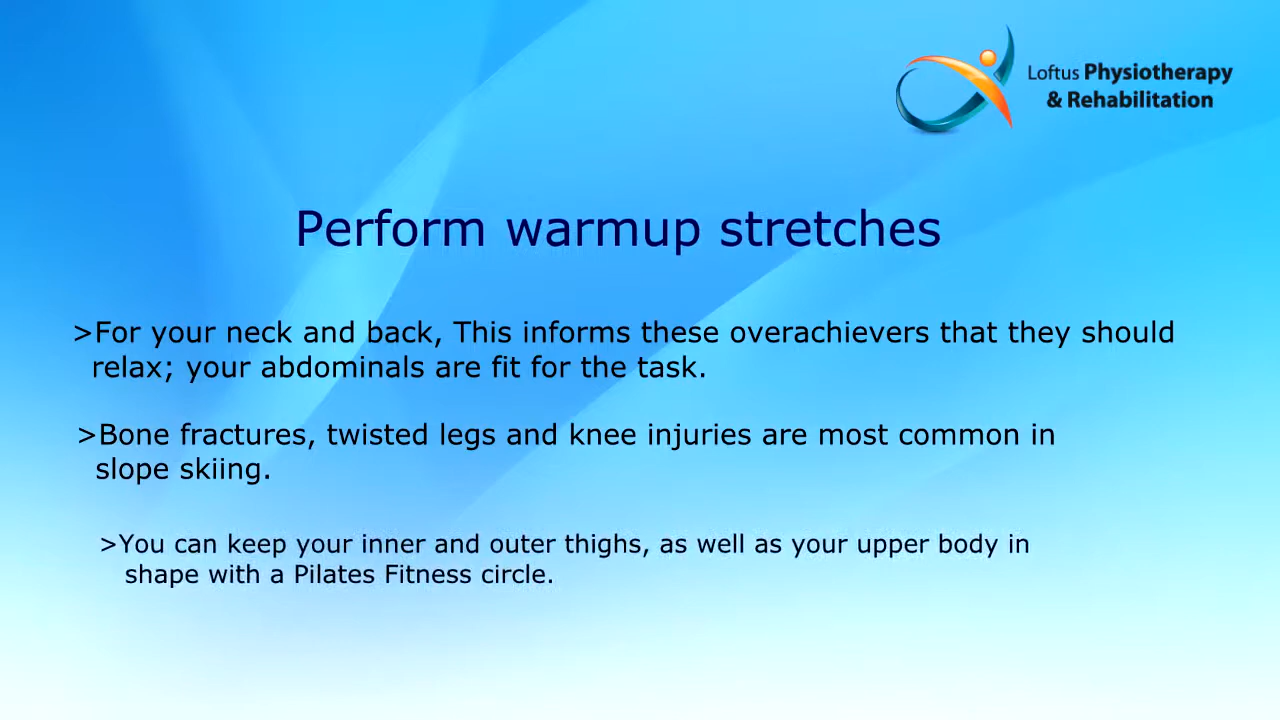 Loftus Physiotherapy
& Rehabilitation
Perform warmup stretches
>For your neck and back, This informs these overachievers that they should
relax; your abdominals are fit for the task.
>Bone fractures, twisted legs and knee injuries are most common in
slope skiing.
>You can keep your inner and outer thighs, as well as your upper body in
shape with a Pilates Fitness circle.